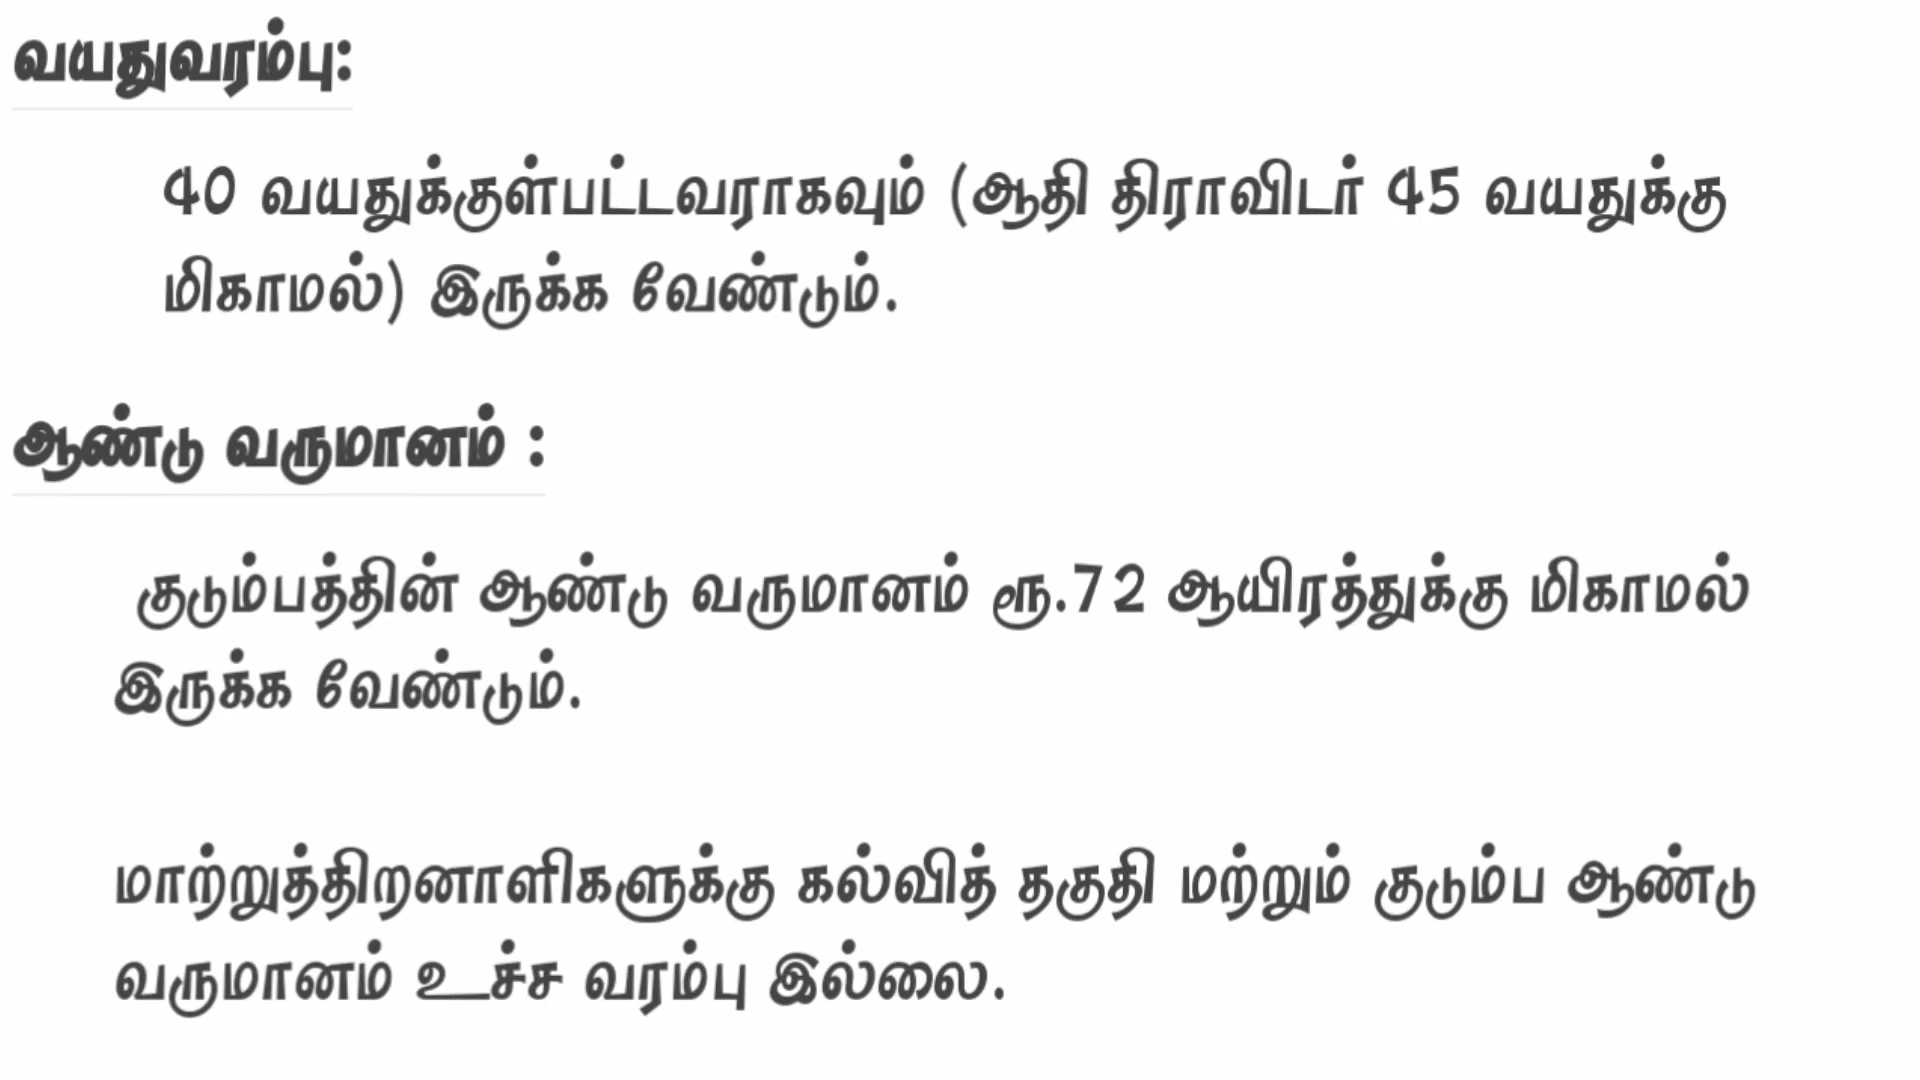 வயதுவரம்பு:
40 வயதுக்குள்பட்டவராகவும் (ஆதி திராவிடர் 45 வயதுக்கு
மிகாமல்) இருக்க வேண்டும்.
ஆண்டு வருமானம் :
குடும்பத்தின் ஆண்டு வருமானம் ரூ.72 ஆயிரத்துக்கு மிகாமல்
இருக்க வேண்டும்.
மாற்றுத்திறனாளிகளுக்கு கல்வித் தகுதி மற்றும் குடும்ப ஆண்டு
வருமானம் உச்ச வரம்பு இல்லை.